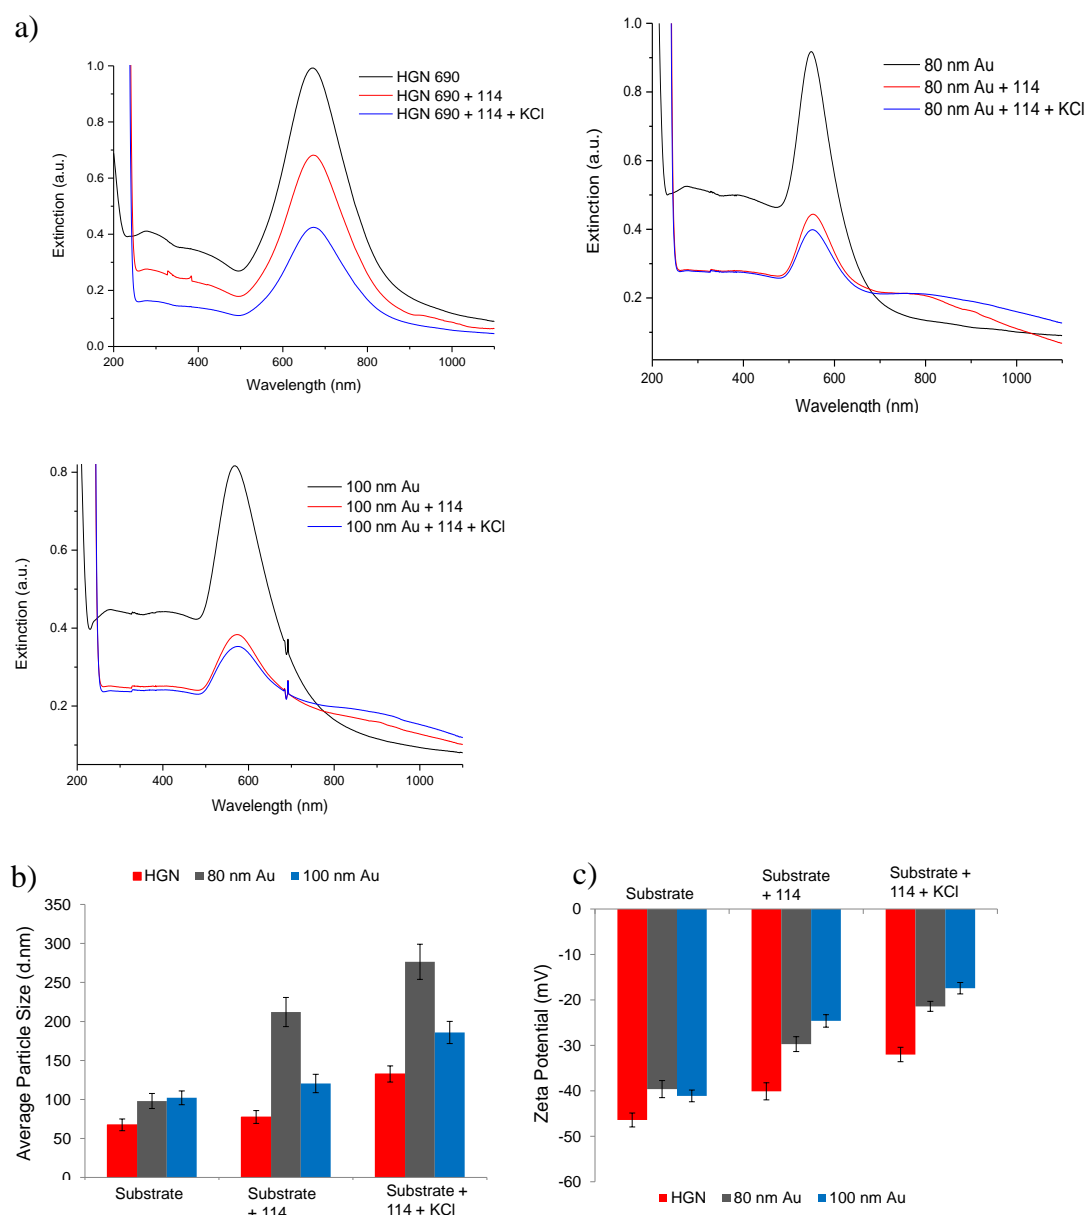 a)
HGN 690
HGN 690 + 114
HGN 690 + 114 + KCl
1.0
0.8
0.6
0.4
0.2
0.0
Extinction (a.u.)
200 400 600 800 1000
Wavelength (nm)
80 nm Au
80 nm Au + 114
80 nm Au + 114 + KCl
1.0
0.8
0.6
0.4
0.2
Extinction (a.u.)
200 400 600 800 1000
Wavelength (nm)
100 nm Au
100 nm Au + 114
100 nm Au + 114 + KCl
0.8
0.6
0.4
0.2
Extinction (a.u.)
200 400 600 800 1000
Wavelength (nm)
b)
HGN 80 nm Au 100 nm Au
350
300
250
200
150
100
50
0
Average Particle Size (d.nm)
Substrate
Substrate
+ 114
Substrate +
114 + KCl
c)
Substrate
Substrate
+ 114
Substrate +
114 + KCl
0
-10
-20
-30
-40
-50
-60
Zeta Potential (mV)
HGN 80 nm Au 100 nm Au